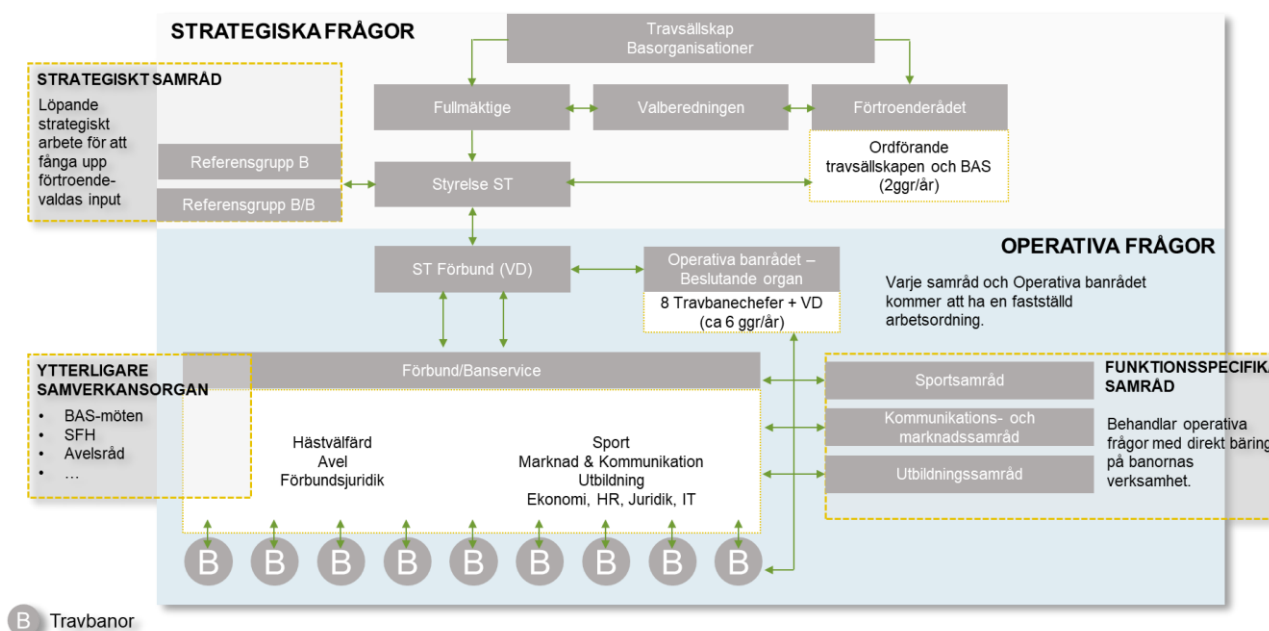 STRATEGISKA FRÅGOR
Travsällskap
Basorganisationer
STRATEGISKT SAMRÅD
Löpande
strategiskt
arbete för att
fånga upp
förtroende-
valdas input
Referensgrupp B
Referensgrupp B/B
Fullmäktige
Valberedningen
Förtroenderådet
Ordförande
travsällskapen och BAS
(2ggr/år)
Styrelse ST
OPERATIVA FRÅGOR
ST Förbund (VD)
Operativa banrådet –
Beslutande organ
8 Travbanechefer + VD
(ca 6 ggr/år)
Varje samråd och Operativa banrådet
kommer att ha en fastställd
arbetsordning.
YTTERLIGARE
SAMVERKANSORGAN
• BAS-möten
• SFH
• Avelsråd
• …
Förbund/Banservice
Hästvälfärd
Avel
Förbundsjuridik
Sport
Marknad & Kommunikation
Utbildning
Ekonomi, HR, Juridik, IT
Sportsamråd
Kommunikations- och
marknadssamråd
Utbildningssamråd
FUNKTIONSSPECIFIKA
SAMRÅD
Behandlar operativa
frågor med direkt bäring
på banornas
verksamhet.
B B B B B B B B B
B Travbanor